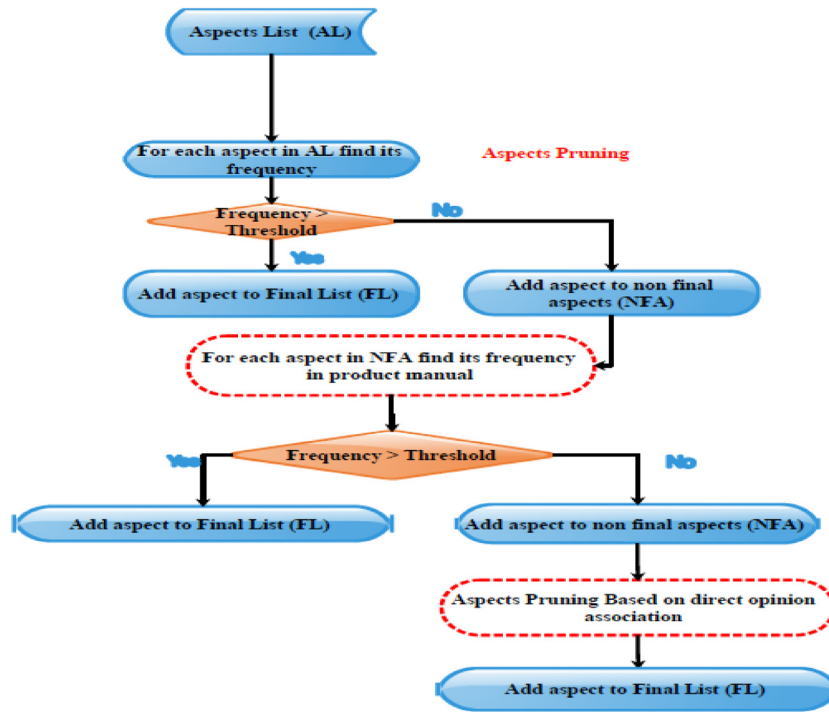 Aspects List (AL)
For each aspect in AL find its
frequency
Aspects Pruning
Frequency >
Threshold
No
Yes
Add aspect to Final List (FL)
Add aspect to non final
aspects (NFA)
For each aspect in NFA find its frequency
in product manual
Frequency > Threshold
Yes
No
Add aspect to Final List (FL)
Add aspect to non final aspects (NFA)
Aspects Pruning Based on direct opinion
association
Add aspect to Final List (FL)